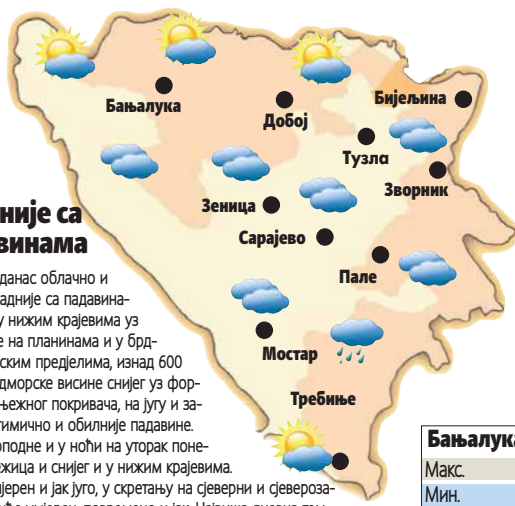 Бањалука
Добој
Бијељина
Тузла
Зворник
Зеница
Сарајево
Пале
Мостар
Требиње
није са
винама
данас облачно и
адније са падавина-
у нижим крајевима уз
е на планинама и у брд-
ским предјелима, изнад 600
дморске висине снијег уз фор-
њежног покривача, на југу и за-
тимично и обилније падавине.
оподне и у ноћи на уторак поне-
ежица и снијег и у нижим крајевима.
јерен и јак југо, у скретању на сјеверни и сјевероза-
Бањалука
Макс.
Мин.